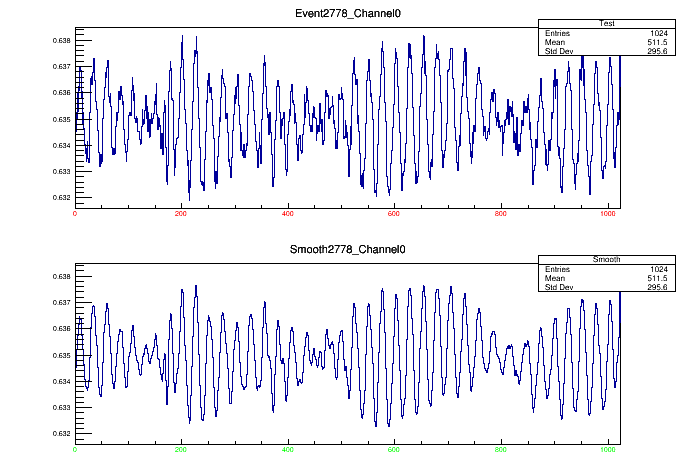 Event2778_Channel0
Test
Entries 1024
Mean 511.5
Std Dev 295.6
0.638
0.637
0.636
0.635
0.634
0.633
0.632
0 200 400 600 800 1000
Smooth2778_Channel0
Smooth
Entries 1024
Mean 511.5
Std Dev 295.6
0.638
0.637
0.636
0.635
0.634
0.633
0.632
0 200 400 600 800 1000